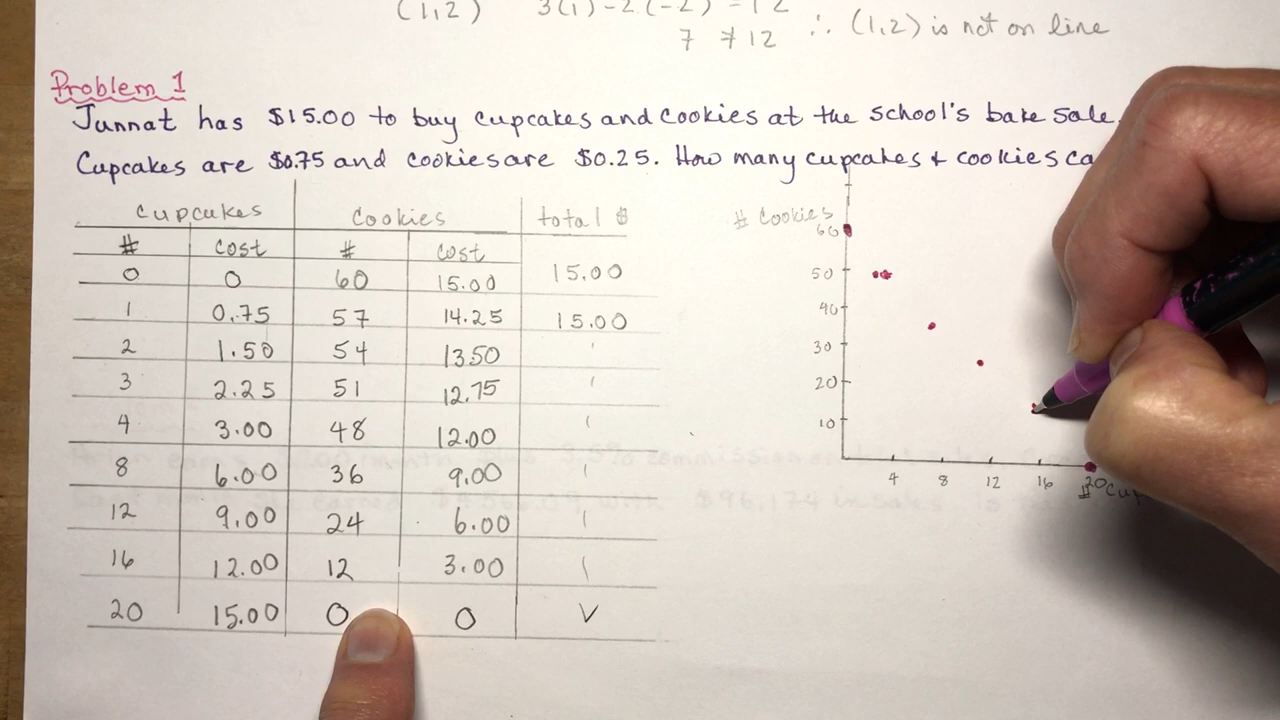 (1,2) 3(1)-2(-2) = 12
7 ≠ 12 ∴ (1,2) is not on line
Problem 1
Junnat has $15.00 to buy cupcakes and cookies at the school's bake sale.
Cupcakes are $0.75 and cookies are $0.25. How many cupcakes + cookies ca
cupcakes cookies total $
# cost # cost
0 0 60 15.00 15.00
1 0.75 57 14.25 15.00
2 1.50 54 13.50
3 2.25 51 12.75
4 3.00 48 12.00
8 6.00 36 9.00
12 9.00 24 6.00
16 12.00 12 3.00
20 15.00 0 0
# Cookies
60
50
40
30
20
10
4 8 12 16 20
# Cup